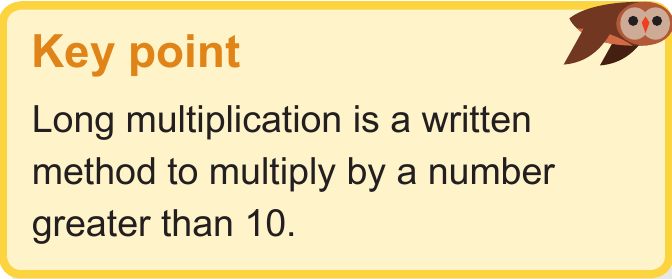 Key point
Long multiplication is a written
method to multiply by a number
greater than 10.